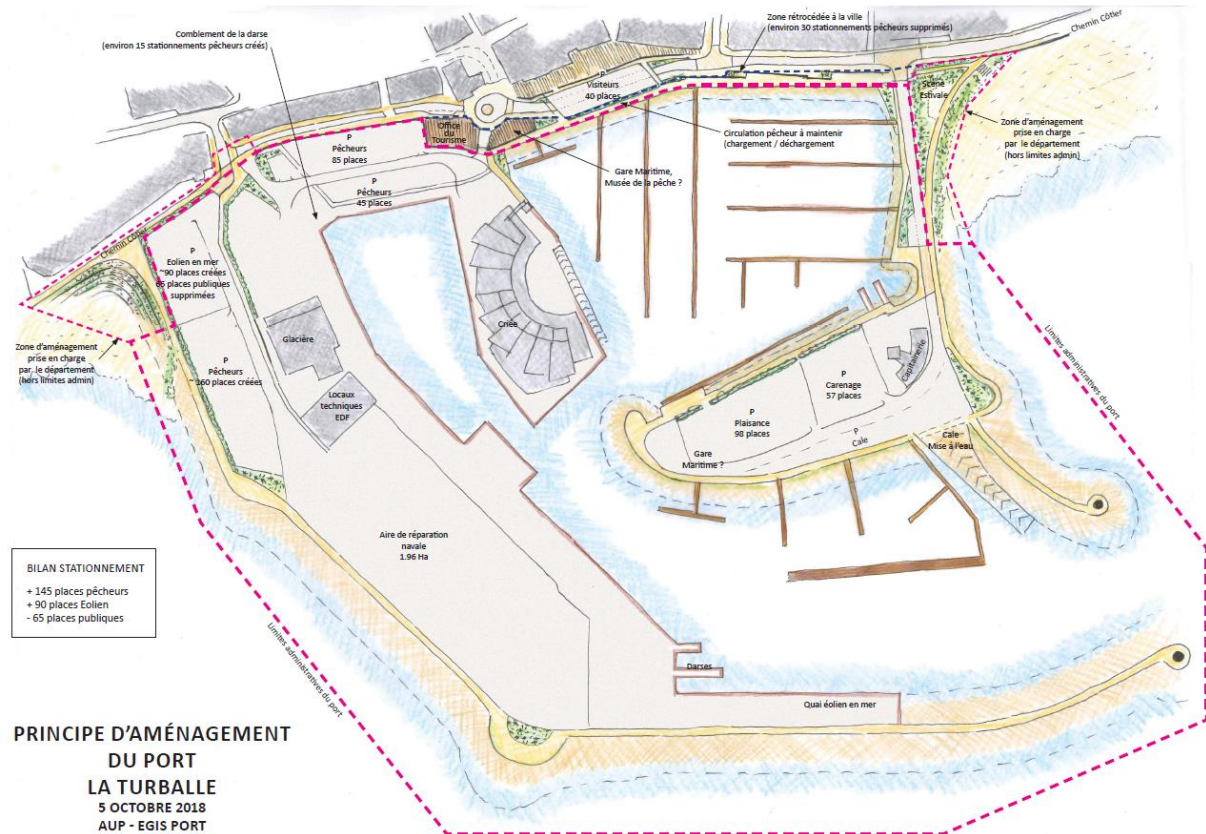 Comblement de la darse
(environ 15 stationnements pêcheurs créés)
Zone rétrocédée à la ville
(environ 30 stationnements pêcheurs supprimés)
Chemin Côtier
P
Visiteurs
40 places
Scène
Estivale
Office
du
Tourisme
P
Pêcheurs
85 places
Circulation pêcheur à maintenir
(chargement / déchargement
Zone d'aménagement
prise en charge
par le département
(hors limites admin)
Gare Maritime,
Musée de la pêche ?
P
Pêcheurs
45 places
Chemin Côtier
P
Eolien en mer
~90 places créées
65 places publiques
supprimées
Criée
Glacière
Zone d'aménagement
prise en charge
par le département
(hors limites admin)
P
Pêcheurs
~ 160 places créées
Locaux
techniques
EDF
Limites administratives du port
Capitainerie
P
Carenage
57 places
P
Plaisance
98 places
P
Cale
Cale
Mise à l'eau
Gare
Maritime ?
Aire de réparation
navale
1.96 Ha
BILAN STATIONNEMENT
+ 145 places pêcheurs
+ 90 places Eolien
- 65 places publiques
Limites administratives du port
Darses
Quai éolien en mer
PRINCIPE D'AMÉNAGEMENT
DU PORT
LA TURBALLE
5 OCTOBRE 2018
AUP - EGIS PORT